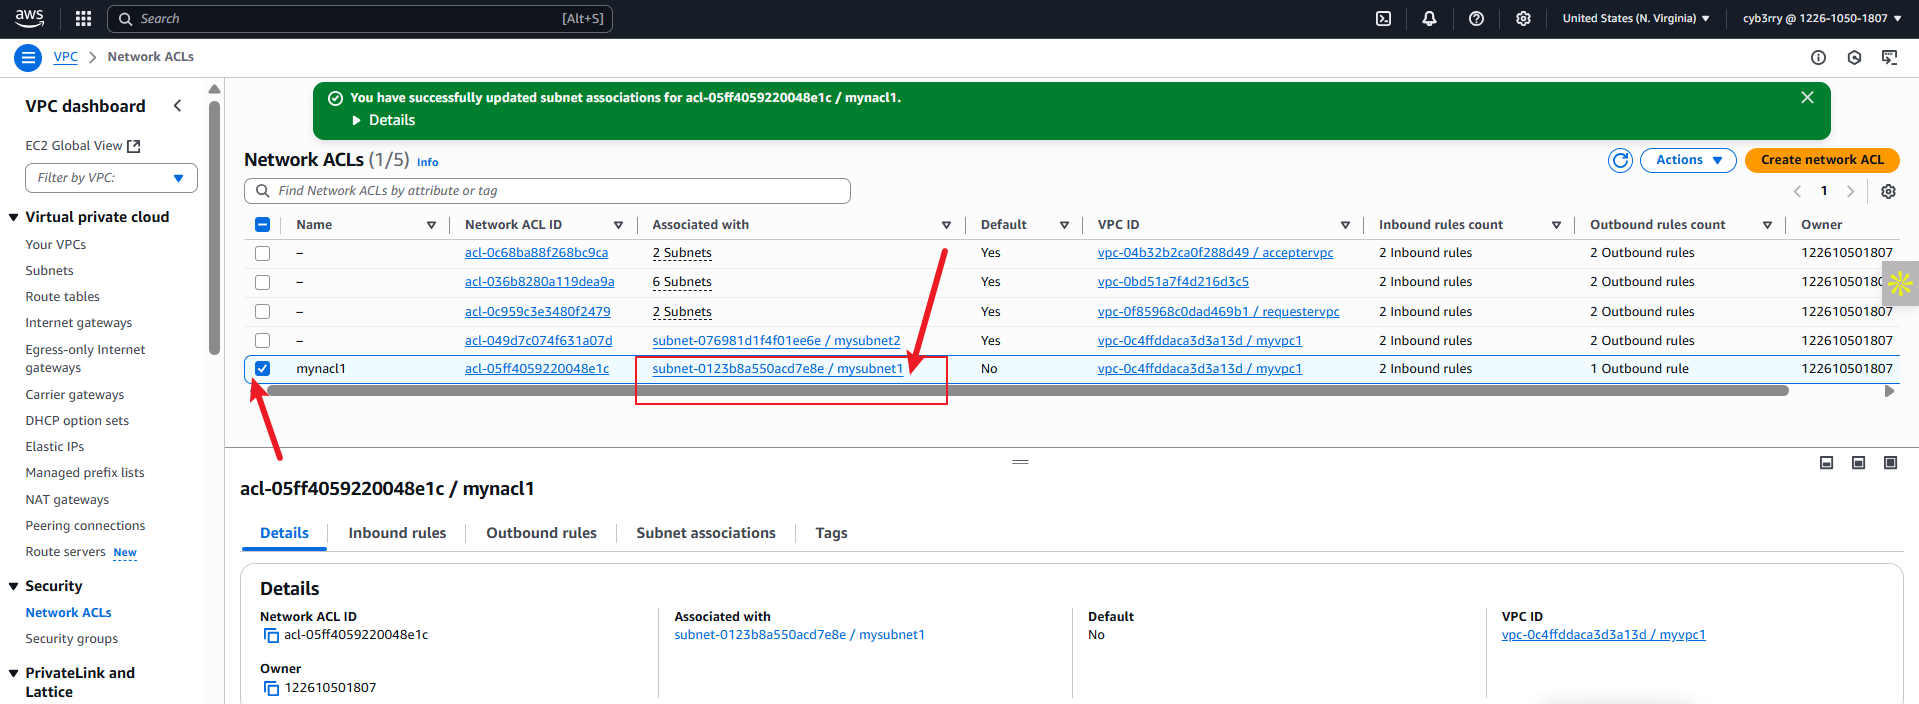 aws Search [Alt+S] United States (N. Virginia) cyb3rry @ 1226-1050-1807
VPC Network ACLs
VPC dashboard
EC2 Global View
Filter by VPC:
Virtual private cloud
Your VPCs
Subnets
Route tables
Internet gateways
Egress-only Internet
gateways
Carrier gateways
DHCP option sets
Elastic IPs
Managed prefix lists
NAT gateways
Peering connections
Route servers New
Security
Network ACLs
Security groups
PrivateLink and
Lattice
You have successfully updated subnet associations for acl-05ff4059220048e1c / mynacl1.
Details
Network ACLs (1/5) Info Actions Create network ACL
Find Network ACLs by attribute or tag 1
Name Network ACL ID Associated with Default VPC ID Inbound rules count Outbound rules count Owner
– acl-0c68ba88f268bc9ca 2 Subnets Yes vpc-04b32b2ca0f288d49 / acceptervpc 2 Inbound rules 2 Outbound rules 122610501807
– acl-036b8280a119dea9a 6 Subnets Yes vpc-0bd51a7f4d216d3c5 2 Inbound rules 2 Outbound rules
– acl-0c959c3e3480f2479 2 Subnets Yes vpc-0f85968c0dad469b1 / requestervpc 2 Inbound rules 2 Outbound rules 122610501807
– acl-049d7c074f631a07d subnet-076981d1f4f01ee6e / mysubnet2 Yes vpc-0c4ffddaca3d3a13d / myvpc1 2 Inbound rules 2 Outbound rules 122610501807
mynacl1 acl-05ff4059220048e1c subnet-0123b8a550acd7e8e / mysubnet1 No vpc-0c4ffddaca3d3a13d / myvpc1 2 Inbound rules 1 Outbound rule 122610501807
acl-05ff4059220048e1c / mynacl1
Details Inbound rules Outbound rules Subnet associations Tags
Details
Network ACL ID Associated with Default VPC ID
acl-05ff4059220048e1c subnet-0123b8a550acd7e8e / mysubnet1 No vpc-0c4ffddaca3d3a13d / myvpc1
Owner
122610501807